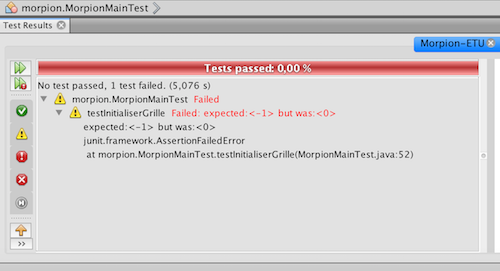 morpion.MorpionMainTest
Test Results
Morpion-ETU
Tests passed: 0,00 %
No test passed, 1 test failed. (5,076 s)
morpion.MorpionMainTest Failed
testInitialiserGrille Failed: expected:<-1> but was:<0>
expected:<-1> but was:<0>
junit.framework.AssertionFailedError
at morpion.MorpionMainTest.testInitialiserGrille(MorpionMainTest.java:52)
>>